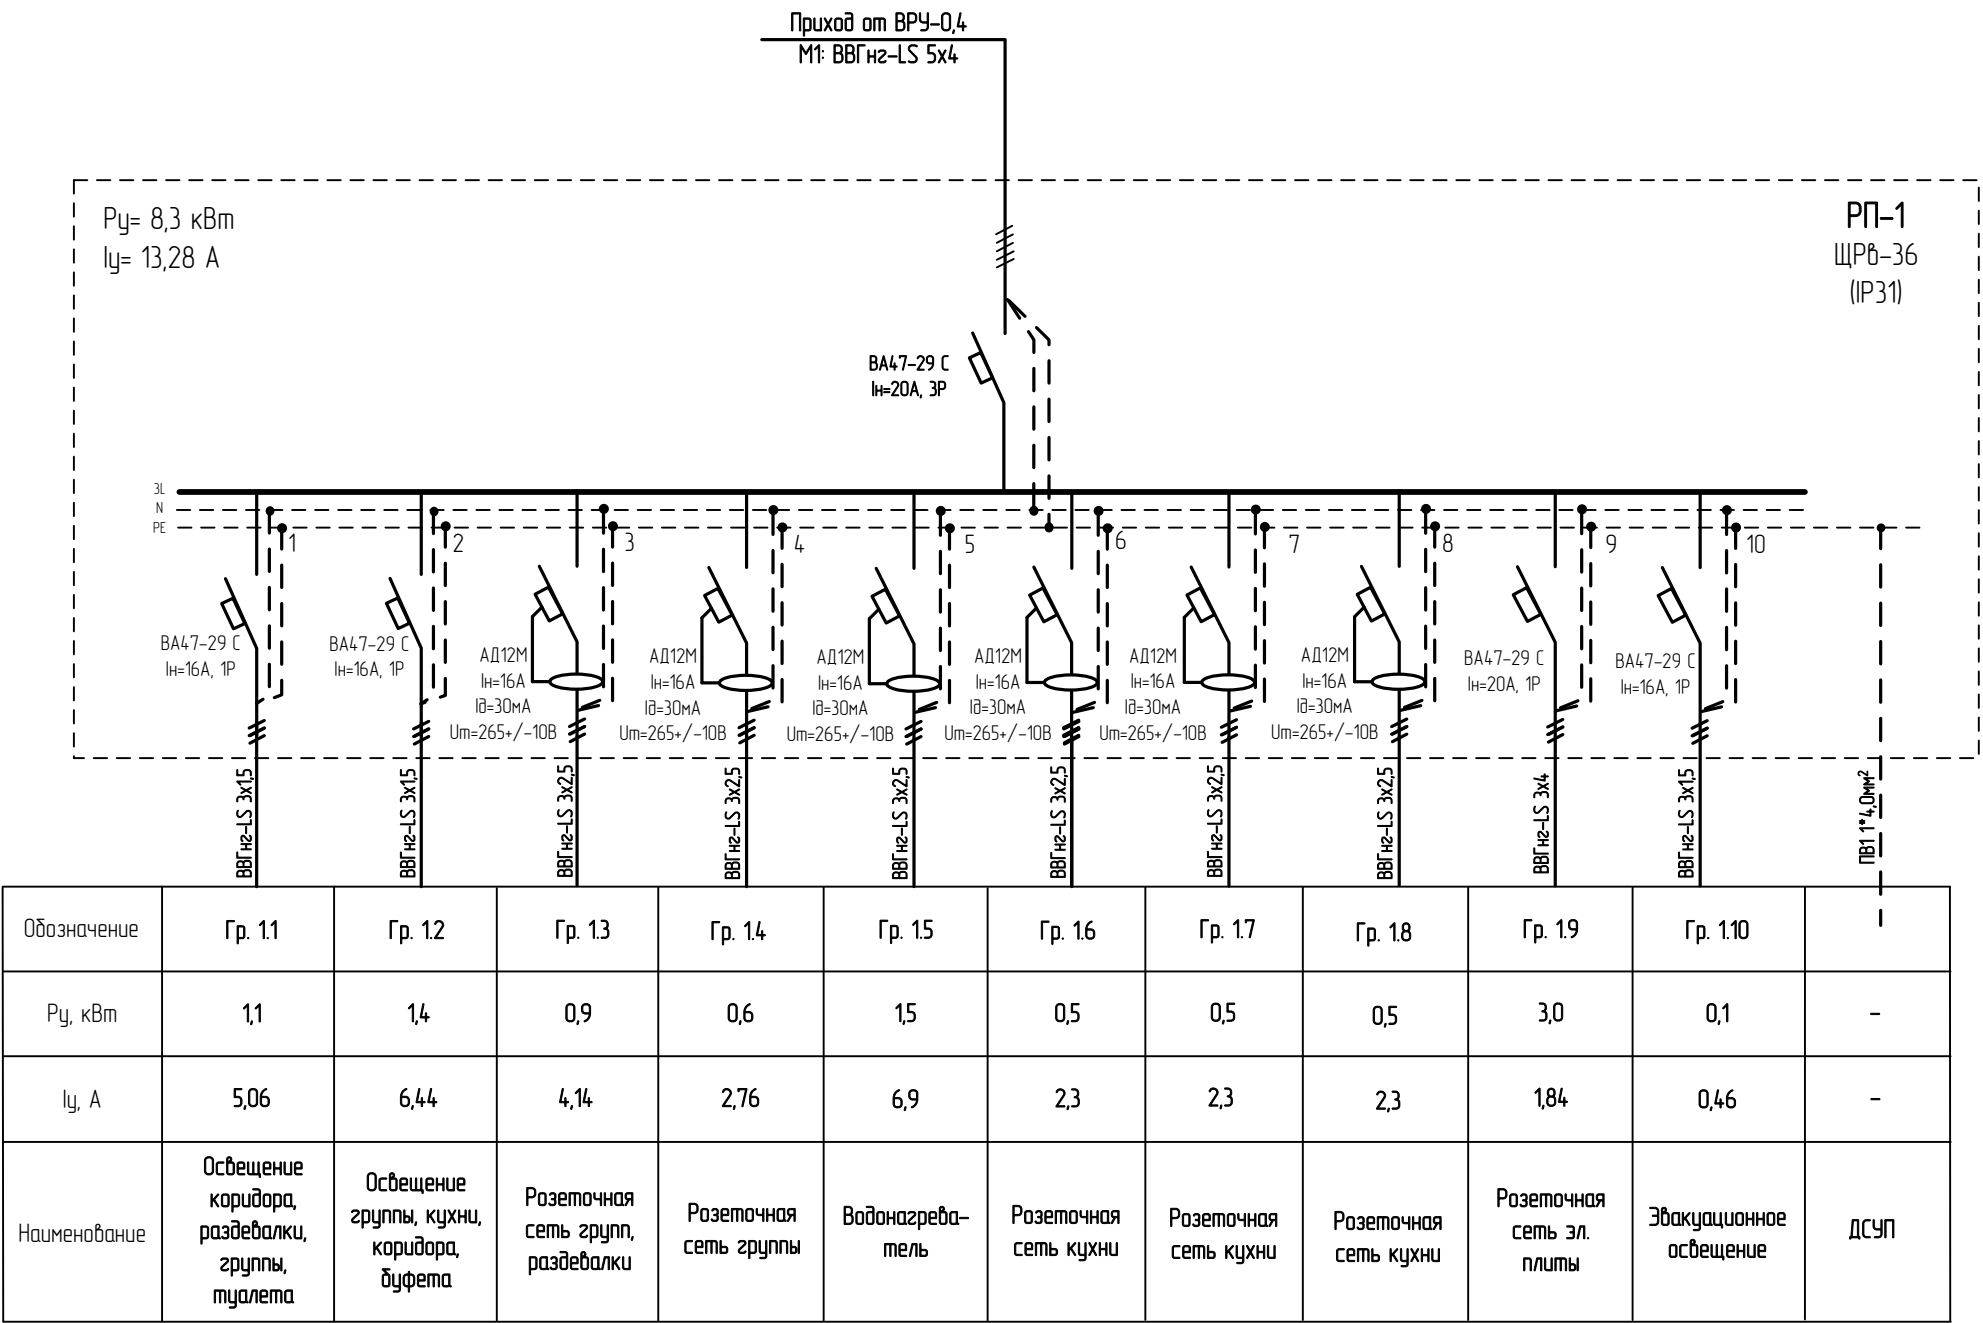 Приход от ВРУ-0,4
М1: ВВГнг-LS 5х4
Ру= 8,3 кВт
Iу= 13,28 А
РП-1
ЩРв-36
(IP31)
ВА47-29 С
Iн=20А, 3Р
3L
N
PE
1
2
3
4
5
6
7
8
9
10
ВА47-29 С
Iн=16А, 1Р
ВА47-29 С
Iн=16А, 1Р
АД12М
Iн=16А
Iд=30мА
Um=265+/-10В
АД12М
Iн=16А
Iд=30мА
Um=265+/-10В
АД12М
Iн=16А
Iд=30мА
Um=265+/-10В
АД12М
Iн=16А
Iд=30мА
Um=265+/-10В
АД12М
Iн=16А
Iд=30мА
Um=265+/-10В
АД12М
Iн=16А
Iд=30мА
Um=265+/-10В
ВА47-29 С
Iн=20А, 1Р
ВА47-29 С
Iн=16А, 1Р
ВВГнг-LS 3х1,5
ВВГнг-LS 3х1,5
ВВГнг-LS 3х2,5
ВВГнг-LS 3х2,5
ВВГнг-LS 3х2,5
ВВГнг-LS 3х2,5
ВВГнг-LS 3х2,5
ВВГнг-LS 3х2,5
ВВГнг-LS 3х4
ВВГнг-LS 3х1,5
ПВ1 1*4,0мм²
Обозначение
Гр. 1.1
Гр. 1.2
Гр. 1.3
Гр. 1.4
Гр. 1.5
Гр. 1.6
Гр. 1.7
Гр. 1.8
Гр. 1.9
Гр. 1.10
Ру, кВт
1,1
1,4
0,9
0,6
1,5
0,5
0,5
0,5
3,0
0,1
-
Iу, А
5,06
6,44
4,14
2,76
6,9
2,3
2,3
2,3
1,84
0,46
-
Наименование
Освещение
коридора,
раздевалки,
группы,
туалета
Освещение
группы, кухни,
коридора,
буфета
Розеточная
сеть групп,
раздевалки
Розеточная
сеть группы
Водонагрева-
тель
Розеточная
сеть кухни
Розеточная
сеть кухни
Розеточная
сеть кухни
Розеточная
сеть эл.
плиты
Эвакуационное
освещение
ДСУП